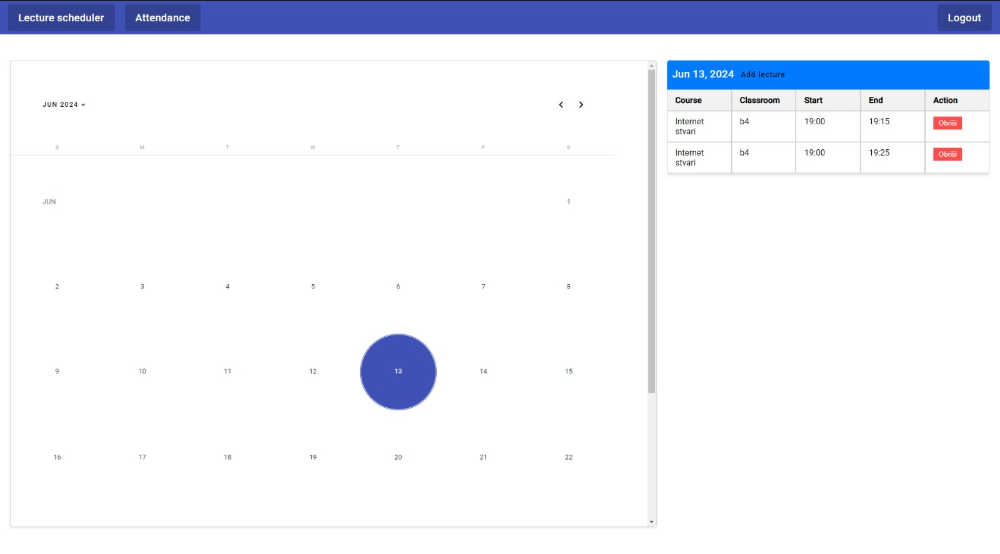 Lecture scheduler Attendance Logout
JUN 2024
S M T W T F S
JUN 1
2 3 4 5 6 7 8
9 10 11 12 13 14 15
16 17 18 19 20 21 22
Jun 13, 2024 Add lecture
Course Classroom Start End Action
Internet stvari b4 19:00 19:15 Obriši
Internet stvari b4 19:00 19:25 Obriši